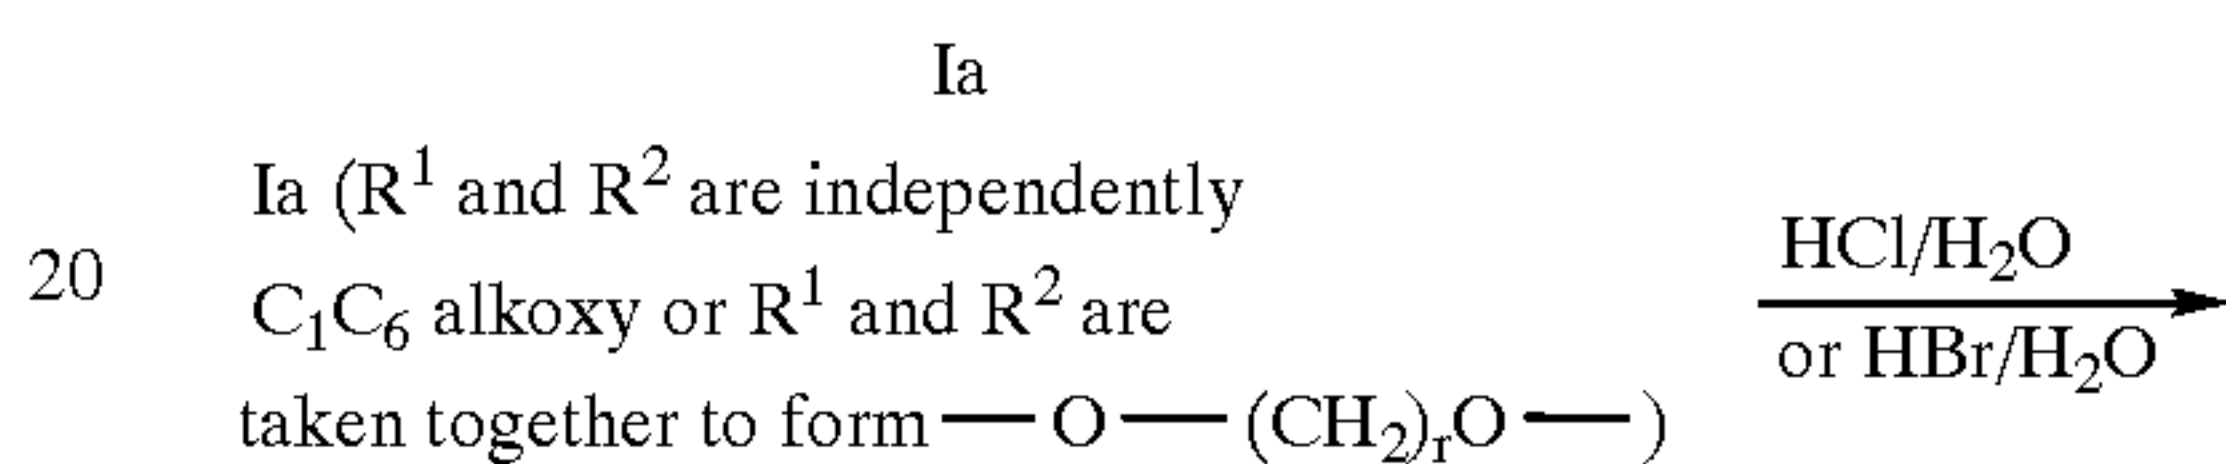 Ia
Ia (R¹ and R² are independently
20 C₁C₆ alkoxy or R¹ and R² are
taken together to form—O—(CH₂)ᵣO—)
HCl/H₂O
or HBr/H₂O